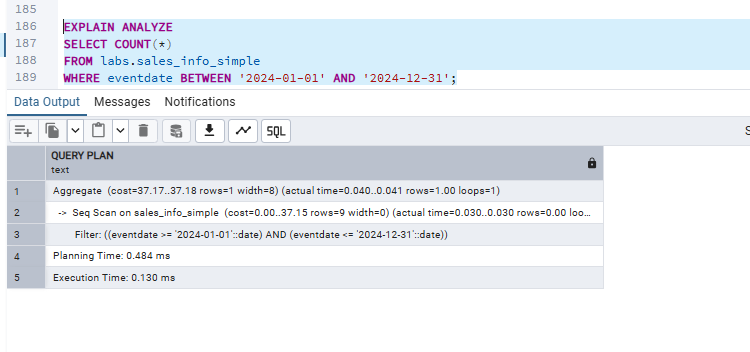 185
186 EXPLAIN ANALYZE
187 SELECT COUNT(*)
188 FROM labs.sales_info_simple
189 WHERE eventdate BETWEEN '2024-01-01' AND '2024-12-31';
Data Output Messages Notifications
SQL S
QUERY PLAN
text
1 Aggregate (cost=37.17..37.18 rows=1 width=8) (actual time=0.040..0.041 rows=1.00 loops=1)
2 -> Seq Scan on sales_info_simple (cost=0.00..37.15 rows=9 width=0) (actual time=0.030..0.030 rows=0.00 loo...
3 Filter: ((eventdate >= '2024-01-01'::date) AND (eventdate <= '2024-12-31'::date))
4 Planning Time: 0.484 ms
5 Execution Time: 0.130 ms